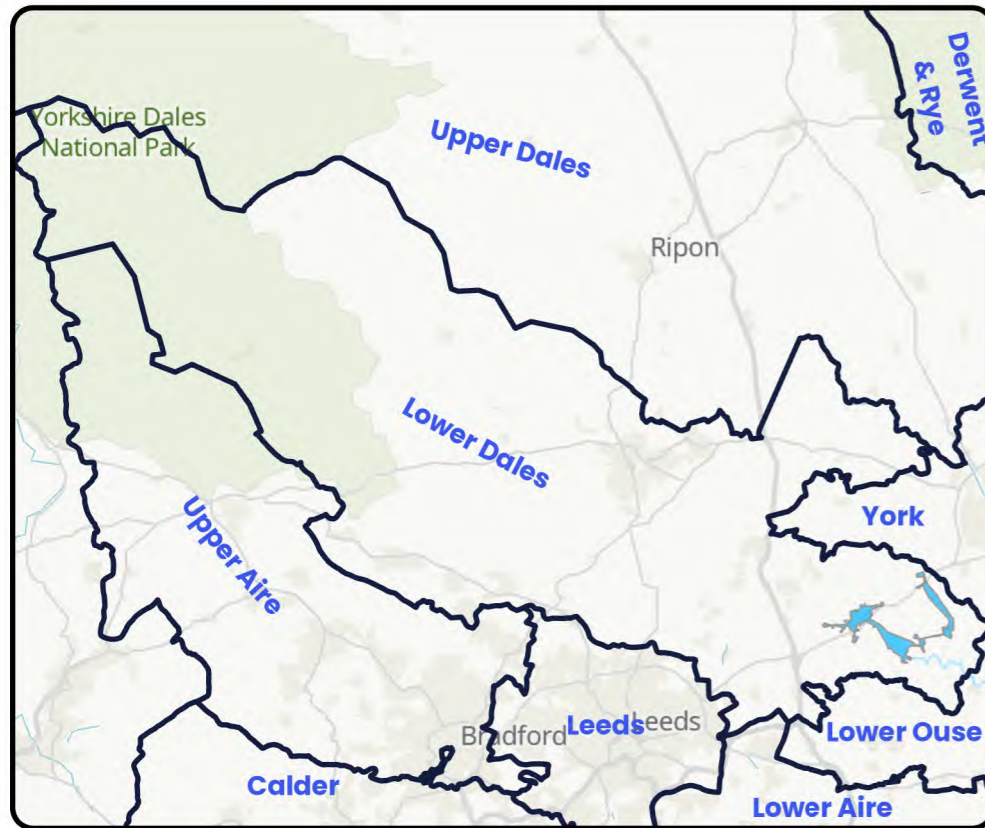 Derwent
& Rye
Yorkshire Dales
National Park
Upper Dales
Ripon
Lower Dales
Upper Aire
York
Bradford
Leeds
Leeds
Lower Ouse
Calder
Lower Aire